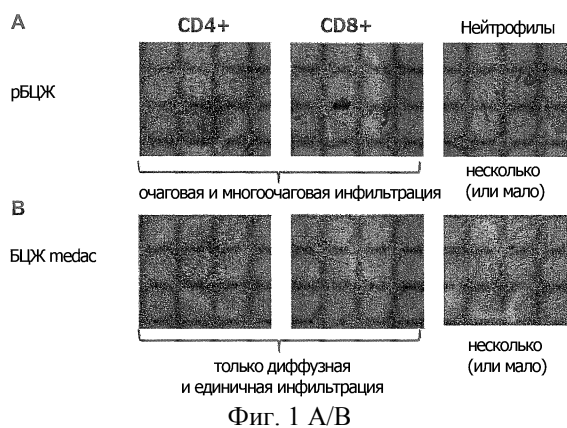 A
CD4+ CD8+ Нейтрофилы
рБЦЖ
очаговая и многоочаговая инфильтрация
несколько
(или мало)
B
БЦЖ medac
только диффузная
и единичная инфильтрация
несколько
(или мало)
Фиг. 1 A/B